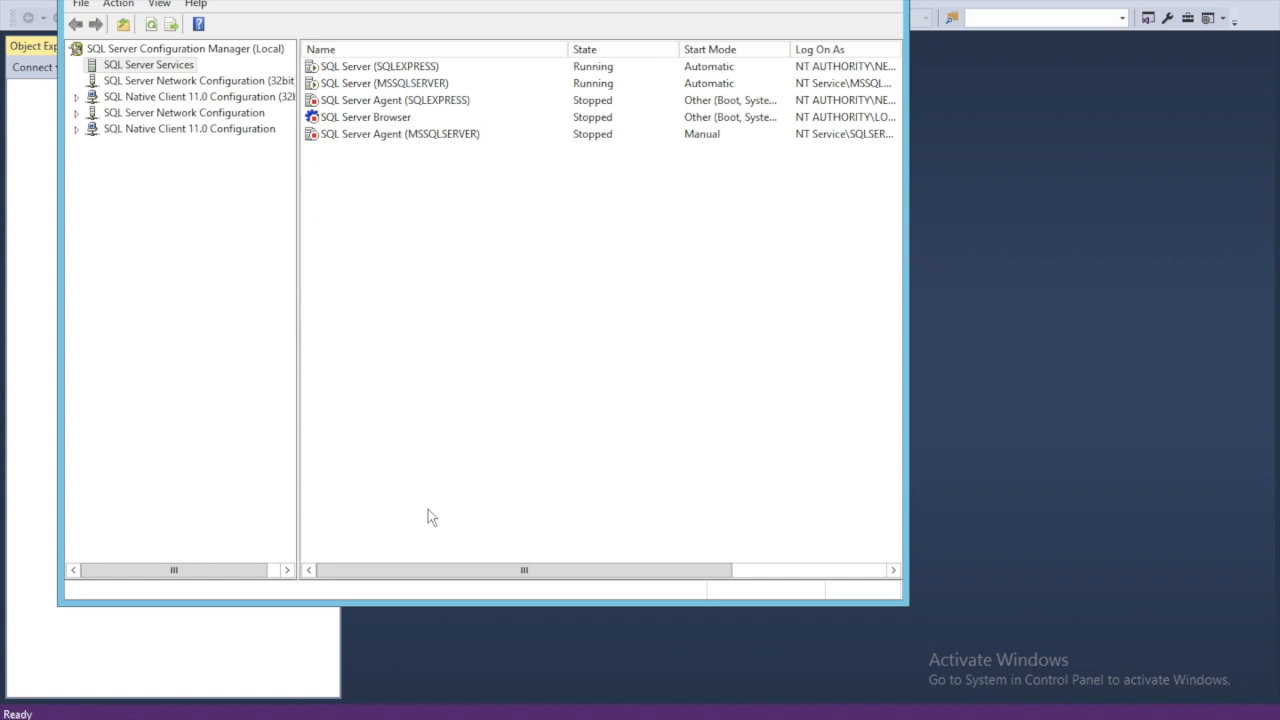 File Action View Help
Object Exp
Connect
SQL Server Configuration Manager (Local)
SQL Server Services
SQL Server Network Configuration (32bit
SQL Native Client 11.0 Configuration (32b
SQL Server Network Configuration
SQL Native Client 11.0 Configuration
Name State Start Mode Log On As
SQL Server (SQLEXPRESS) Running Automatic NT AUTHORITY\NE...
SQL Server (MSSQLSERVER) Running Automatic NT Service\MSSQL...
SQL Server Agent (SQLEXPRESS) Stopped Other (Boot, Syste... NT AUTHORITY\NE...
SQL Server Browser Stopped Other (Boot, Syste... NT AUTHORITY\LO...
SQL Server Agent (MSSQLSERVER) Stopped Manual NT Service\SQLSER...
Activate Windows
Go to System in Control Panel to activate Windows.
Ready